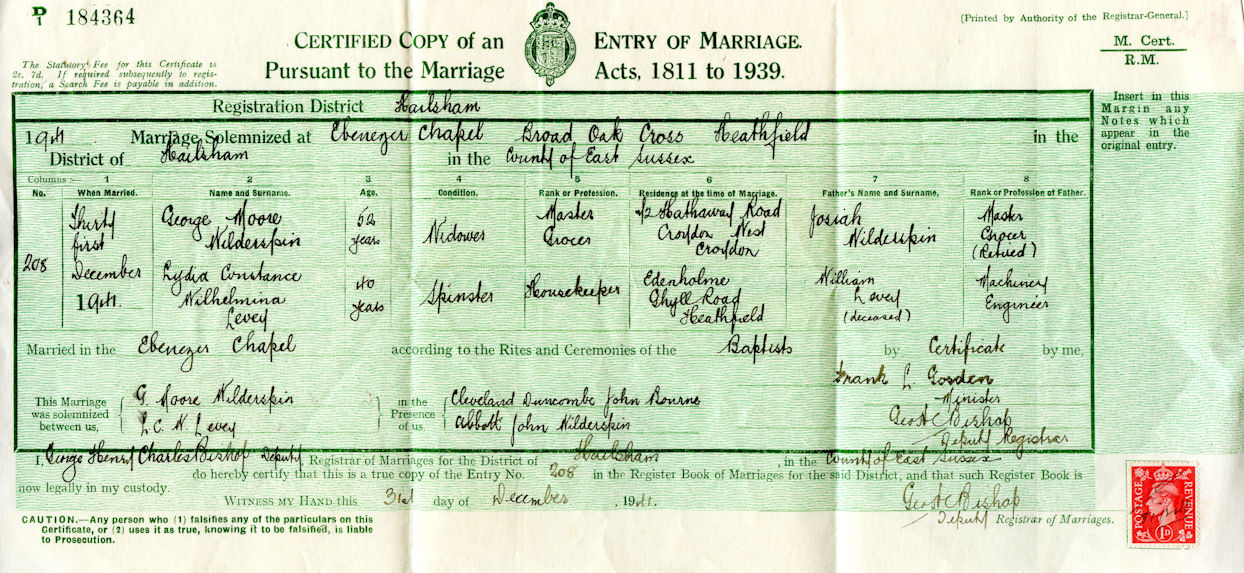 D/1 184364
[Printed by Authority of the Registrar-General.]
CERTIFIED COPY of an ENTRY OF MARRIAGE.
Pursuant to the Marriage Acts, 1811 to 1939.
M. Cert.
R.M.
The Statutory Fee for this Certificate is
2s. 7d. If required subsequently to regis-
tration, a Search Fee is payable in addition.
Registration District Hailsham
1941 Marriage Solemnized at Ebenezer Chapel Broad Oak Cross Heathfield in the
District of Hailsham in the County of East Sussex
Insert in this
Margin any
Notes which
appear in the
original entry.
Columns :— 1 2 3 4 5 6 7 8
No. When Married. Name and Surname. Age. Condition. Rank or Profession. Residence at the time of Marriage. Father's Name and Surname. Rank or Profession of Father.
208
Thirty
first
December
1941.
George Moore
Wilderspin
52
years
Widower
Master
Grocer
Hathaway Road
Croydon West
Croydon
Josiah
Wilderspin
Master
Grocer
(Retired)
Lydia Constance
Wilhelmina
Levey
40
years
Spinster
Housekeeper
Edenholme
Ghyll Road
Heathfield
William
Levey
(deceased)
Machinery
Engineer
Married in the Ebenezer Chapel according to the Rites and Ceremonies of the Baptists by Certificate by me,
Frank L Gosden
Minister
This Marriage
was solemnized
between us,
G. Moore Wilderspin
L. C. W. Levey
in the
Presence
of us.
Cleveland Duncombe John Bourne
Abbott John Wilderspin
Geo H C Bishop
Deputy Registrar
I, George Henry Charles Bishop Deputy Registrar of Marriages for the District of Hailsham, in the County of East Sussex
do hereby certify that this is a true copy of the Entry No. 208 in the Register Book of Marriages for the said District, and that such Register Book is
now legally in my custody.
WITNESS MY HAND this 31st day of December, 1941.
Geo H C Bishop
Deputy Registrar of Marriages.
CAUTION.—Any person who (1) falsifies any of the particulars on this
Certificate, or (2) uses it as true, knowing it to be falsified, is liable
to Prosecution.
POSTAGE REVENUE
1D